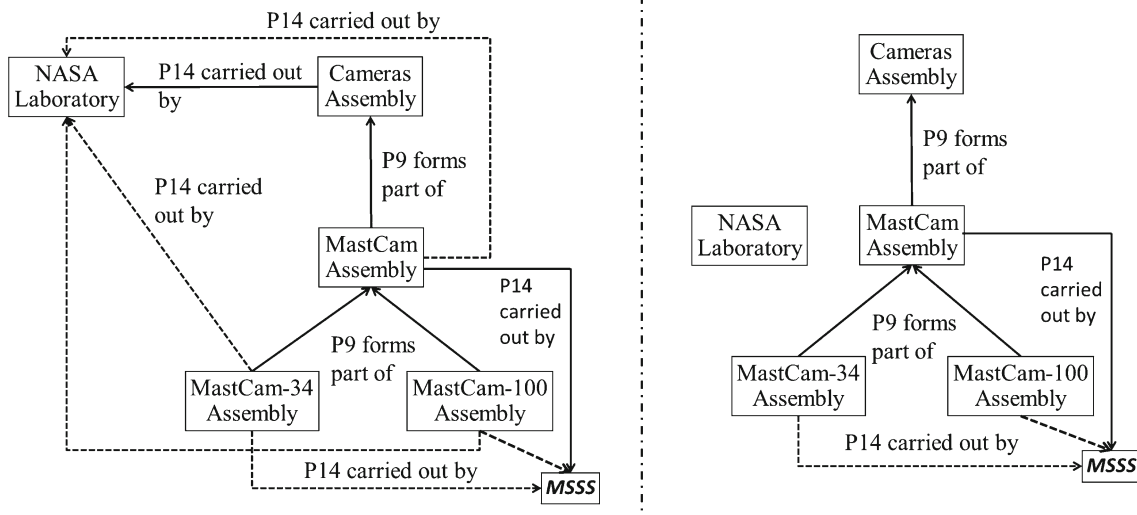 P14 carried out by
NASA
Laboratory
P14 carried out
by
Cameras
Assembly
P9 forms
part of
P14 carried
out by
MastCam
Assembly
P14
carried
out by
P9 forms
part of
MastCam-34
Assembly
MastCam-100
Assembly
P14 carried out by
MSSS
Cameras
Assembly
P9 forms
part of
NASA
Laboratory
MastCam
Assembly
P14
carried
out by
P9 forms
part of
MastCam-34
Assembly
MastCam-100
Assembly
P14 carried out by
MSSS